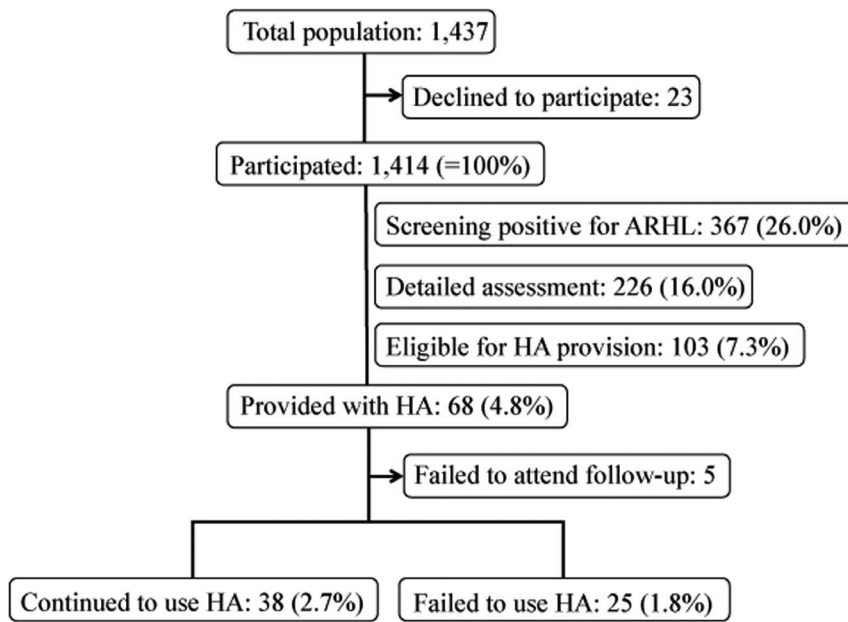 Total population: 1,437
Declined to participate: 23
Participated: 1,414 (=100%)
Screening positive for ARHL: 367 (26.0%)
Detailed assessment: 226 (16.0%)
Eligible for HA provision: 103 (7.3%)
Provided with HA: 68 (4.8%)
Failed to attend follow-up: 5
Continued to use HA: 38 (2.7%)
Failed to use HA: 25 (1.8%)